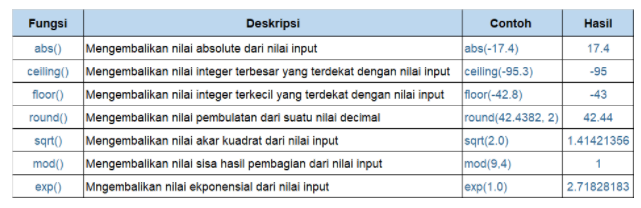 Fungsi Deskripsi Contoh Hasil
abs() Mengembalikan nilai absolute dari nilai input abs(-17.4) 17.4
ceiling() Mengembalikan nilai integer terbesar yang terdekat dengan nilai input ceiling(-95.3) -95
floor() Mengembalikan nilai integer terkecil yang terdekat dengan nilai input floor(-42.8) -43
round() Mengembalikan nilai pembulatan dari suatu nilai decimal round(42.4382, 2) 42.44
sqrt() Mengembalikan nilai akar kuadrat dari nilai input sqrt(2.0) 1.41421356
mod() Mengembalikan nilai sisa hasil pembagian dari nilai input mod(9,4) 1
exp() Mngembalikan nilai ekponensial dari nilai input exp(1.0) 2.71828183